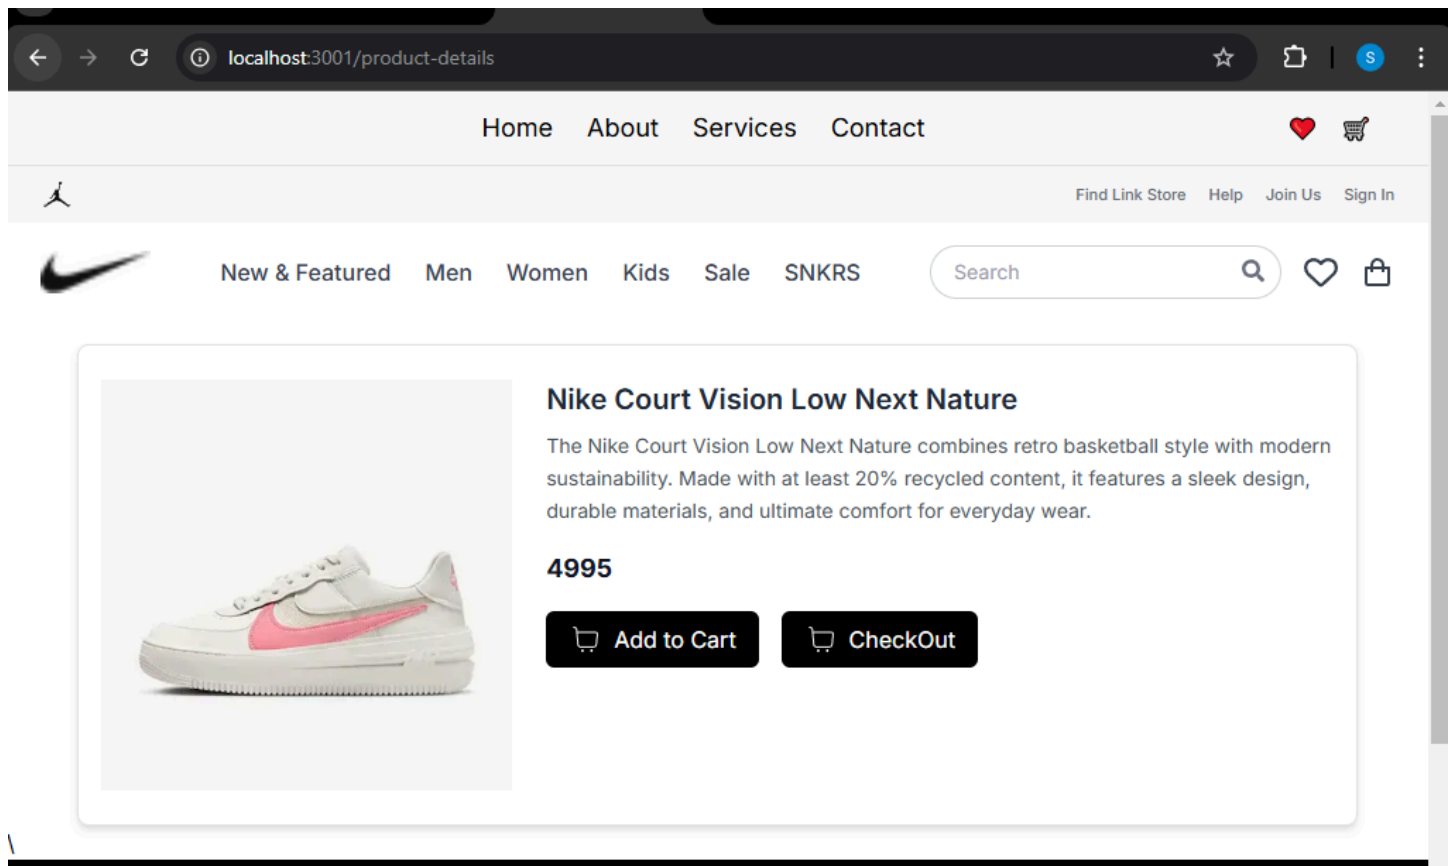 localhost:3001/product-details
S
Home About Services Contact
Find Link Store Help Join Us Sign In
New & Featured Men Women Kids Sale SNKRS Search
Nike Court Vision Low Next Nature
The Nike Court Vision Low Next Nature combines retro basketball style with modern
sustainability. Made with at least 20% recycled content, it features a sleek design,
durable materials, and ultimate comfort for everyday wear.
4995
Add to Cart CheckOut
\